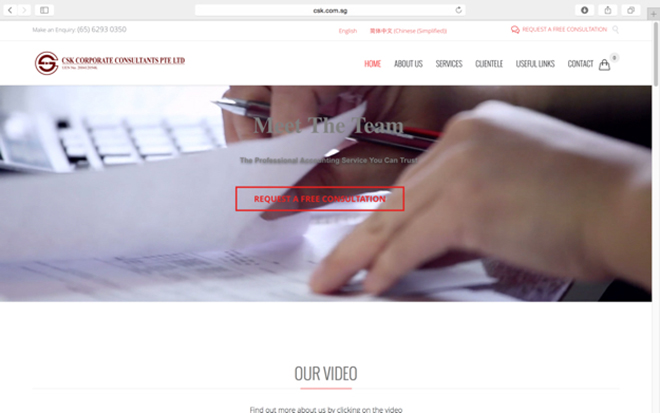 csk.com.sg
Make an Enquiry: (65) 6293 0350
English
简体中文 (Chinese (Simplified))
REQUEST A FREE CONSULTATION
CSK CORPORATE CONSULTANTS PTE LTD
HOME
ABOUT US
SERVICES
CLIENTELE
USEFUL LINKS
CONTACT
0
Meet The Team
The Professional Accounting Service You Can Trust
REQUEST A FREE CONSULTATION
OUR VIDEO
Find out more about us by clicking on the video